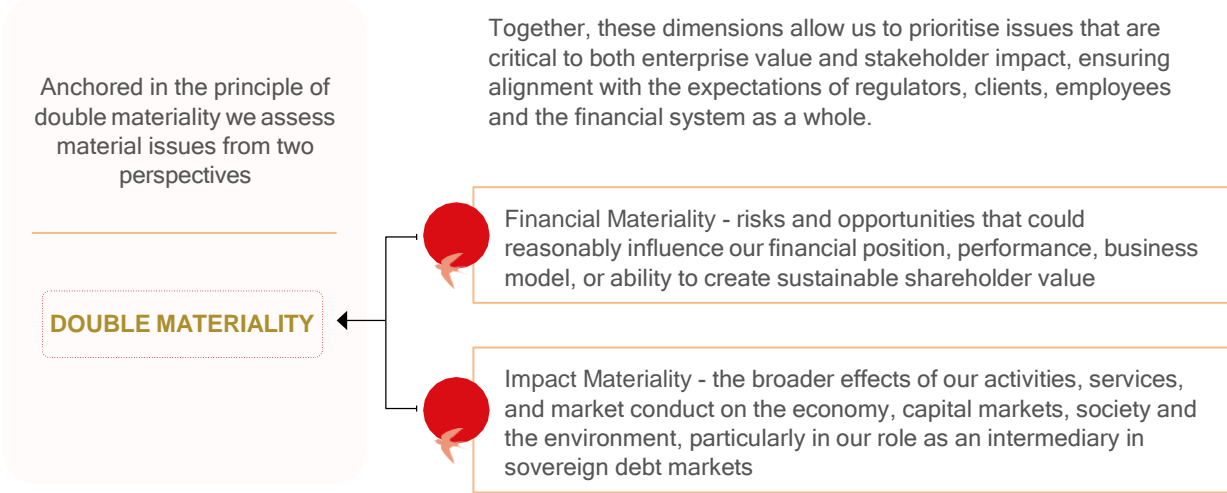 Anchored in the principle of
double materiality we assess
material issues from two
perspectives
DOUBLE MATERIALITY
Together, these dimensions allow us to prioritise issues that are
critical to both enterprise value and stakeholder impact, ensuring
alignment with the expectations of regulators, clients, employees
and the financial system as a whole.
Financial Materiality - risks and opportunities that could
reasonably influence our financial position, performance, business
model, or ability to create sustainable shareholder value
Impact Materiality - the broader effects of our activities, services,
and market conduct on the economy, capital markets, society and
the environment, particularly in our role as an intermediary in
sovereign debt markets